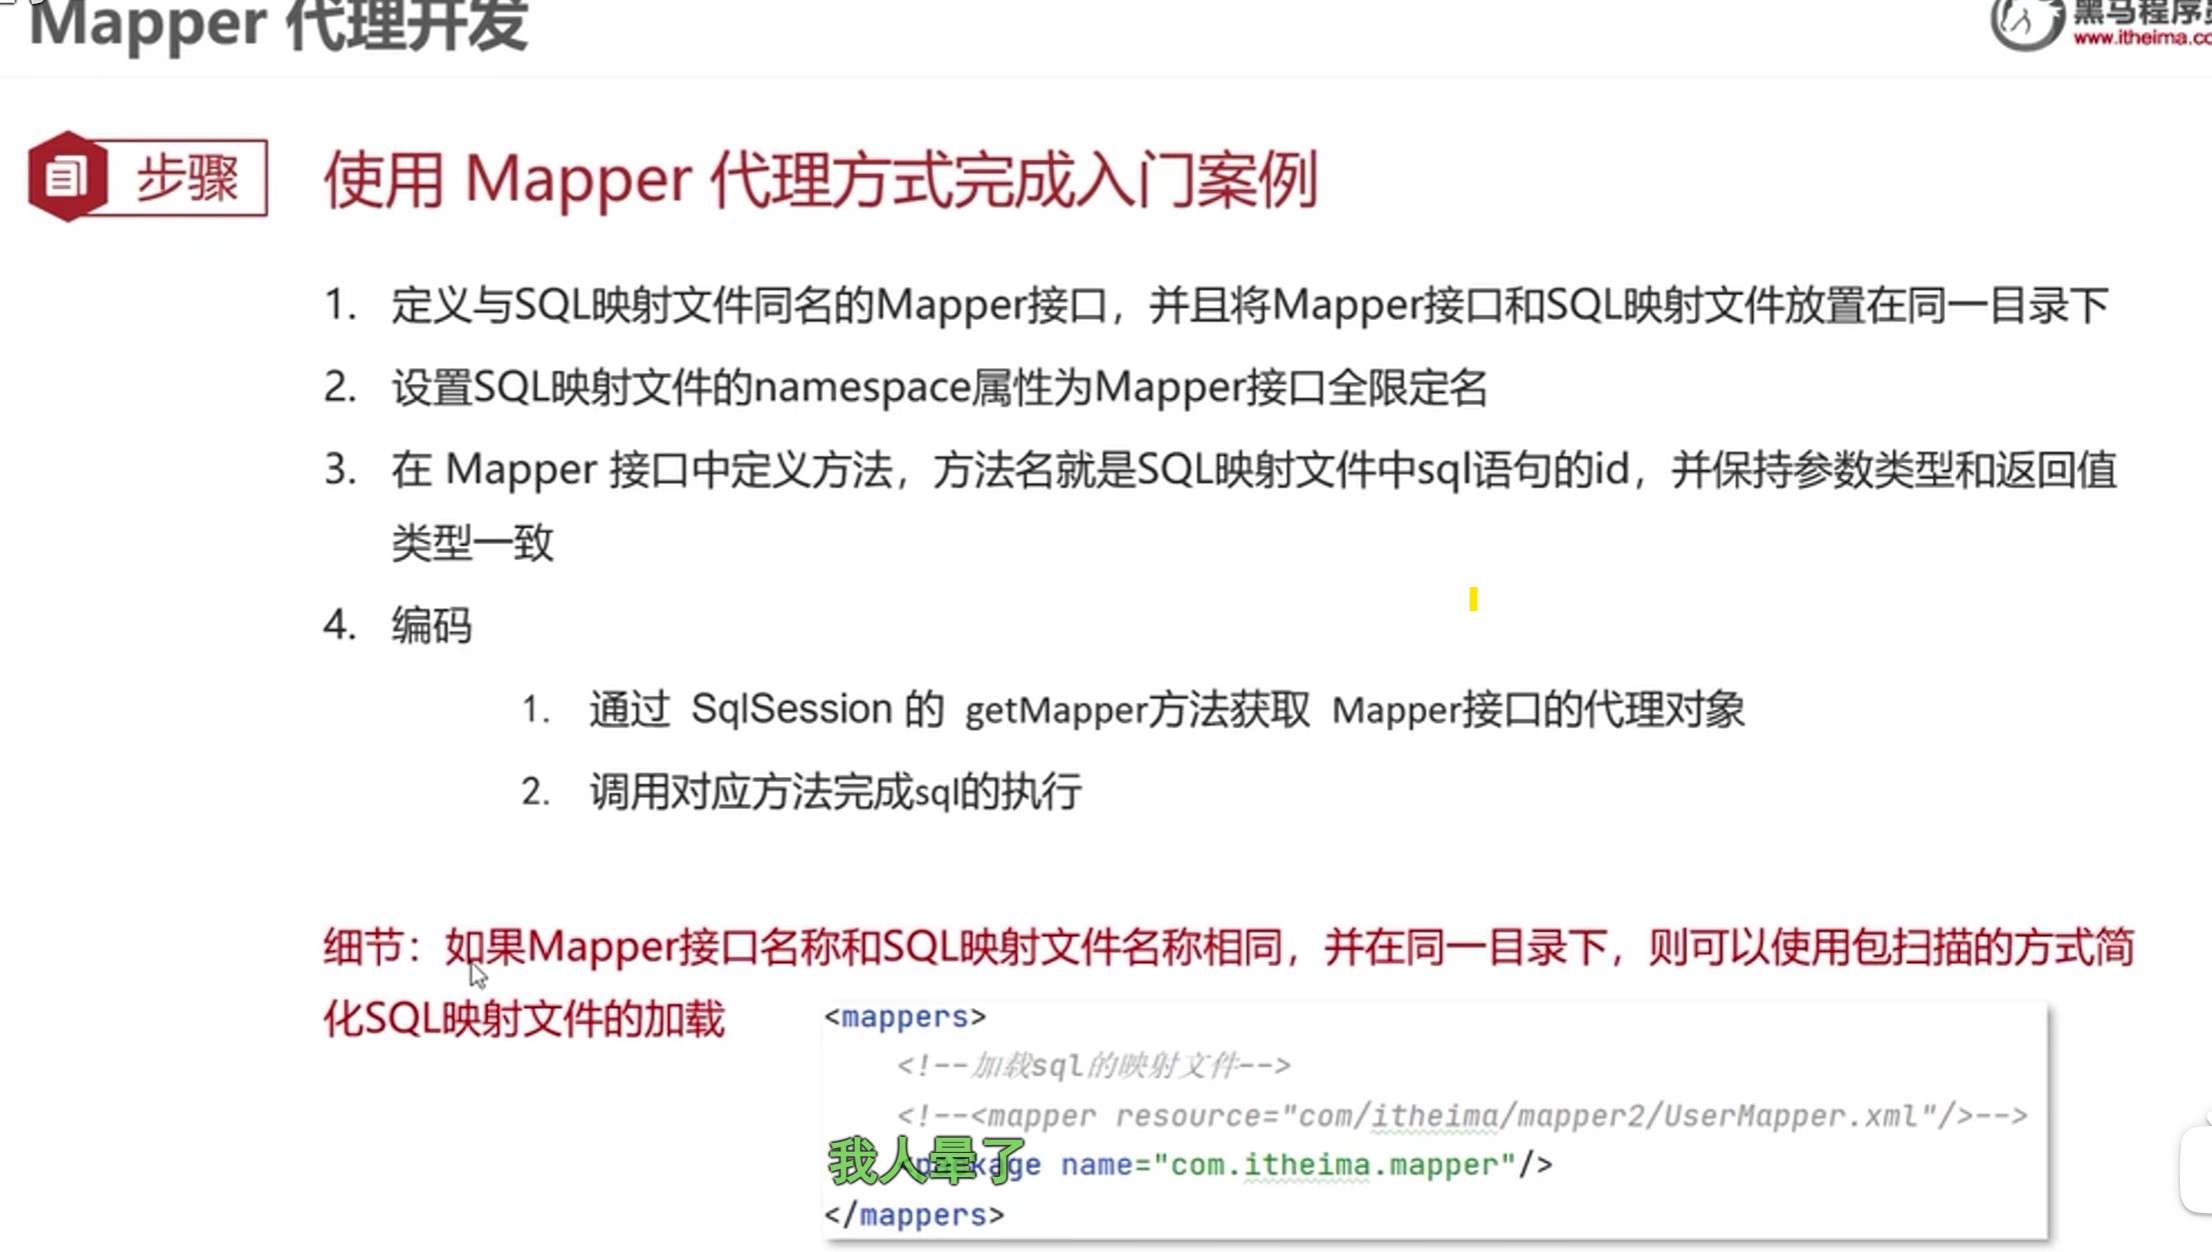 Mapper 代理开发
黑马程序员
www.itheima.co
步骤
使用 Mapper 代理方式完成入门案例
1. 定义与SQL映射文件同名的Mapper接口，并且将Mapper接口和SQL映射文件放置在同一目录下
2. 设置SQL映射文件的namespace属性为Mapper接口全限定名
3. 在 Mapper 接口中定义方法，方法名就是SQL映射文件中sql语句的id，并保持参数类型和返回值
类型一致
4. 编码
1. 通过 SqlSession 的 getMapper方法获取 Mapper接口的代理对象
2. 调用对应方法完成sql的执行
细节：如果Mapper接口名称和SQL映射文件名称相同，并在同一目录下，则可以使用包扫描的方式简
化SQL映射文件的加载
<mappers>
<!--加载sql的映射文件-->
<!--<mapper resource="com/itheima/mapper2/UserMapper.xml"/>-->
我人晕了
<package name="com.itheima.mapper"/>
</mappers>